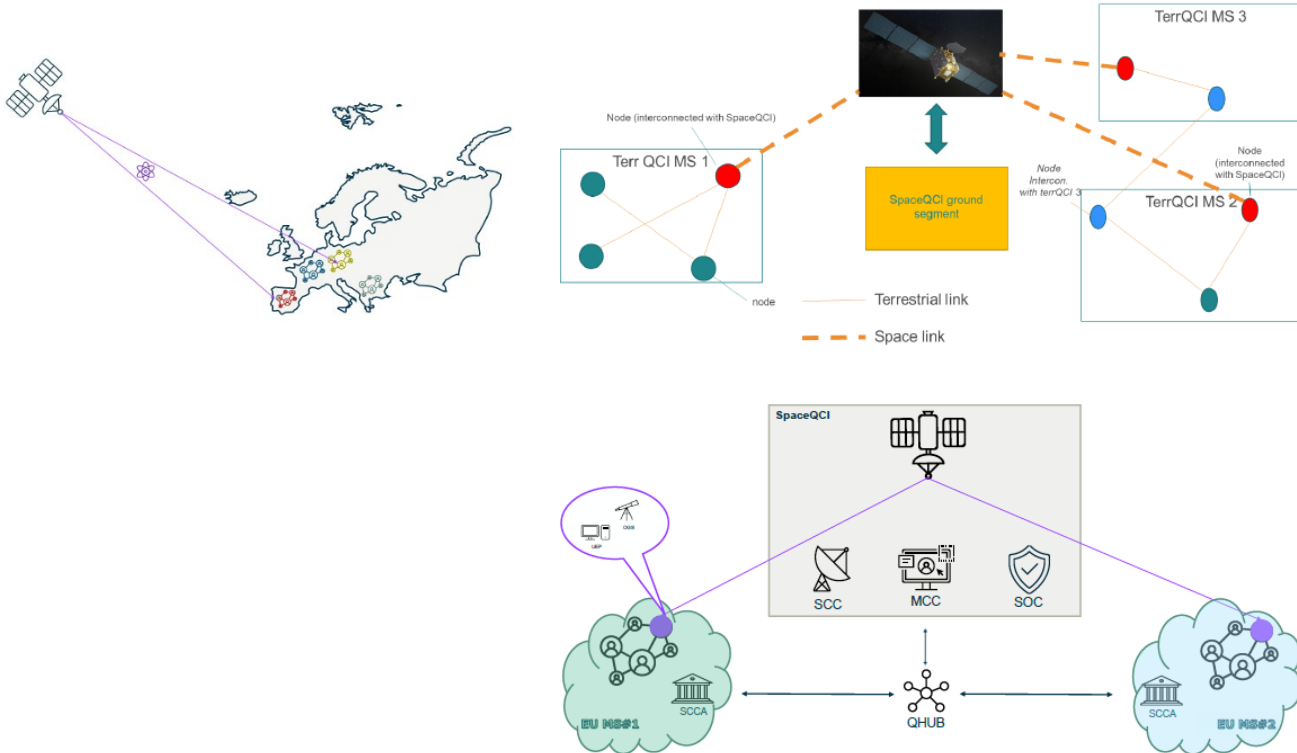 TerrQCI MS 3
Node (interconnected with SpaceQCI)
Terr QCI MS 1
Node
(interconnected
with SpaceQCI)
Node
Intercon.
with terrQCI 3
TerrQCI MS 2
SpaceQCI ground
segment
node
Terrestrial link
Space link
SpaceQCI
OGS
UEP
SCC
MCC
SOC
SCCA
EU MS#1
QHUB
SCCA
EU MS#2